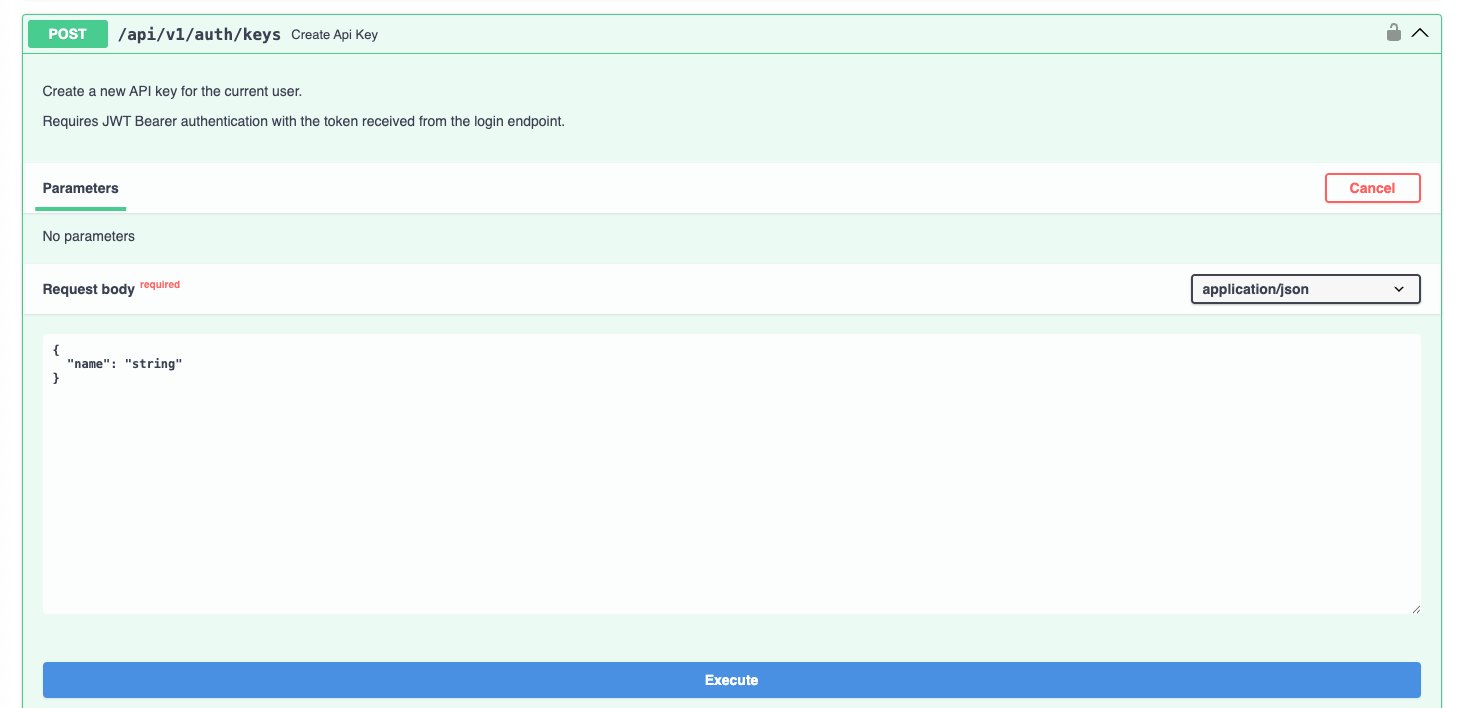 POST /api/v1/auth/keys Create Api Key
Create a new API key for the current user.
Requires JWT Bearer authentication with the token received from the login endpoint.
Parameters Cancel
No parameters
Request body required application/json
{
  "name": "string"
}
Execute